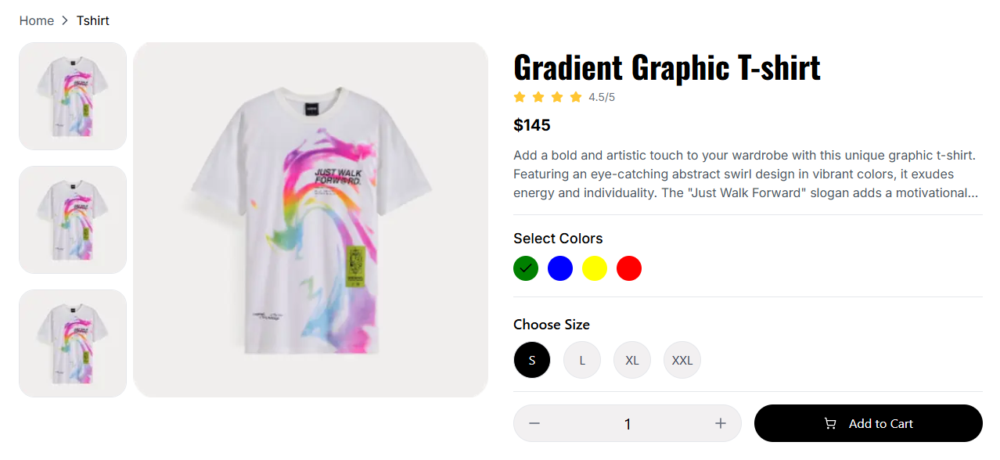 Home > Tshirt
Gradient Graphic T-shirt
4.5/5
$145
Add a bold and artistic touch to your wardrobe with this unique graphic t-shirt.
Featuring an eye-catching abstract swirl design in vibrant colors, it exudes
energy and individuality. The "Just Walk Forward" slogan adds a motivational...
Select Colors
Choose Size
S L XL XXL
1
Add to Cart
JUST WALK
FORW@RD.